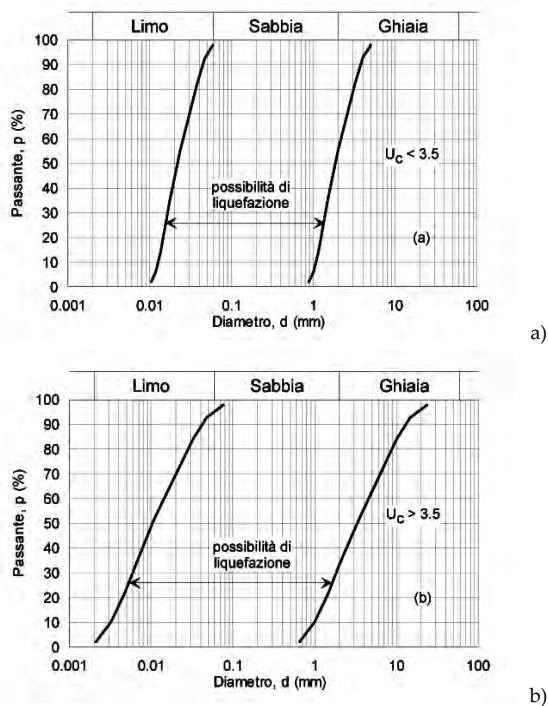 Limo Sabbia Ghiaia
100
90
80
70
60
50
40
30
20
10
0
Passante, p (%)
U_C < 3.5
possibilità di
liquefazione
(a)
0.001 0.01 0.1 1 10 100
Diametro, d (mm)
a)
Limo Sabbia Ghiaia
100
90
80
70
60
50
40
30
20
10
0
Passante, p (%)
U_C > 3.5
possibilità di
liquefazione
(b)
0.001 0.01 0.1 1 10 100
Diametro, d (mm)
b)